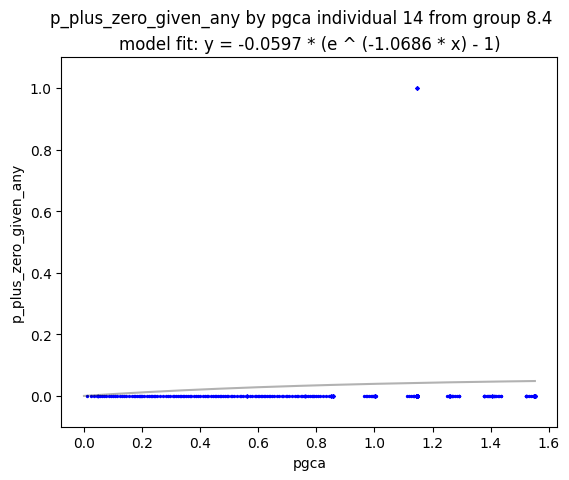 p_plus_zero_given_any by pgca individual 14 from group 8.4
model fit: y = -0.0597 * (e ^ (-1.0686 * x) - 1)
1.0
0.8
0.6
0.4
0.2
0.0
p_plus_zero_given_any
0.0 0.2 0.4 0.6 0.8 1.0 1.2 1.4 1.6
pgca